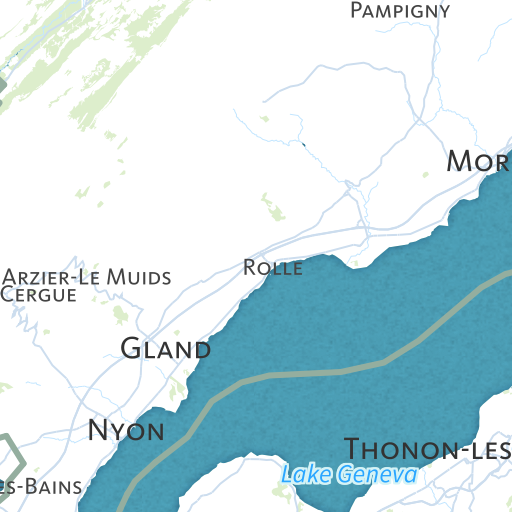 Pampigny
Mor
Rolle
Arzier-Le Muids
Cergue
Gland
Nyon
Thonon-les
Lake Geneva
es-Bains